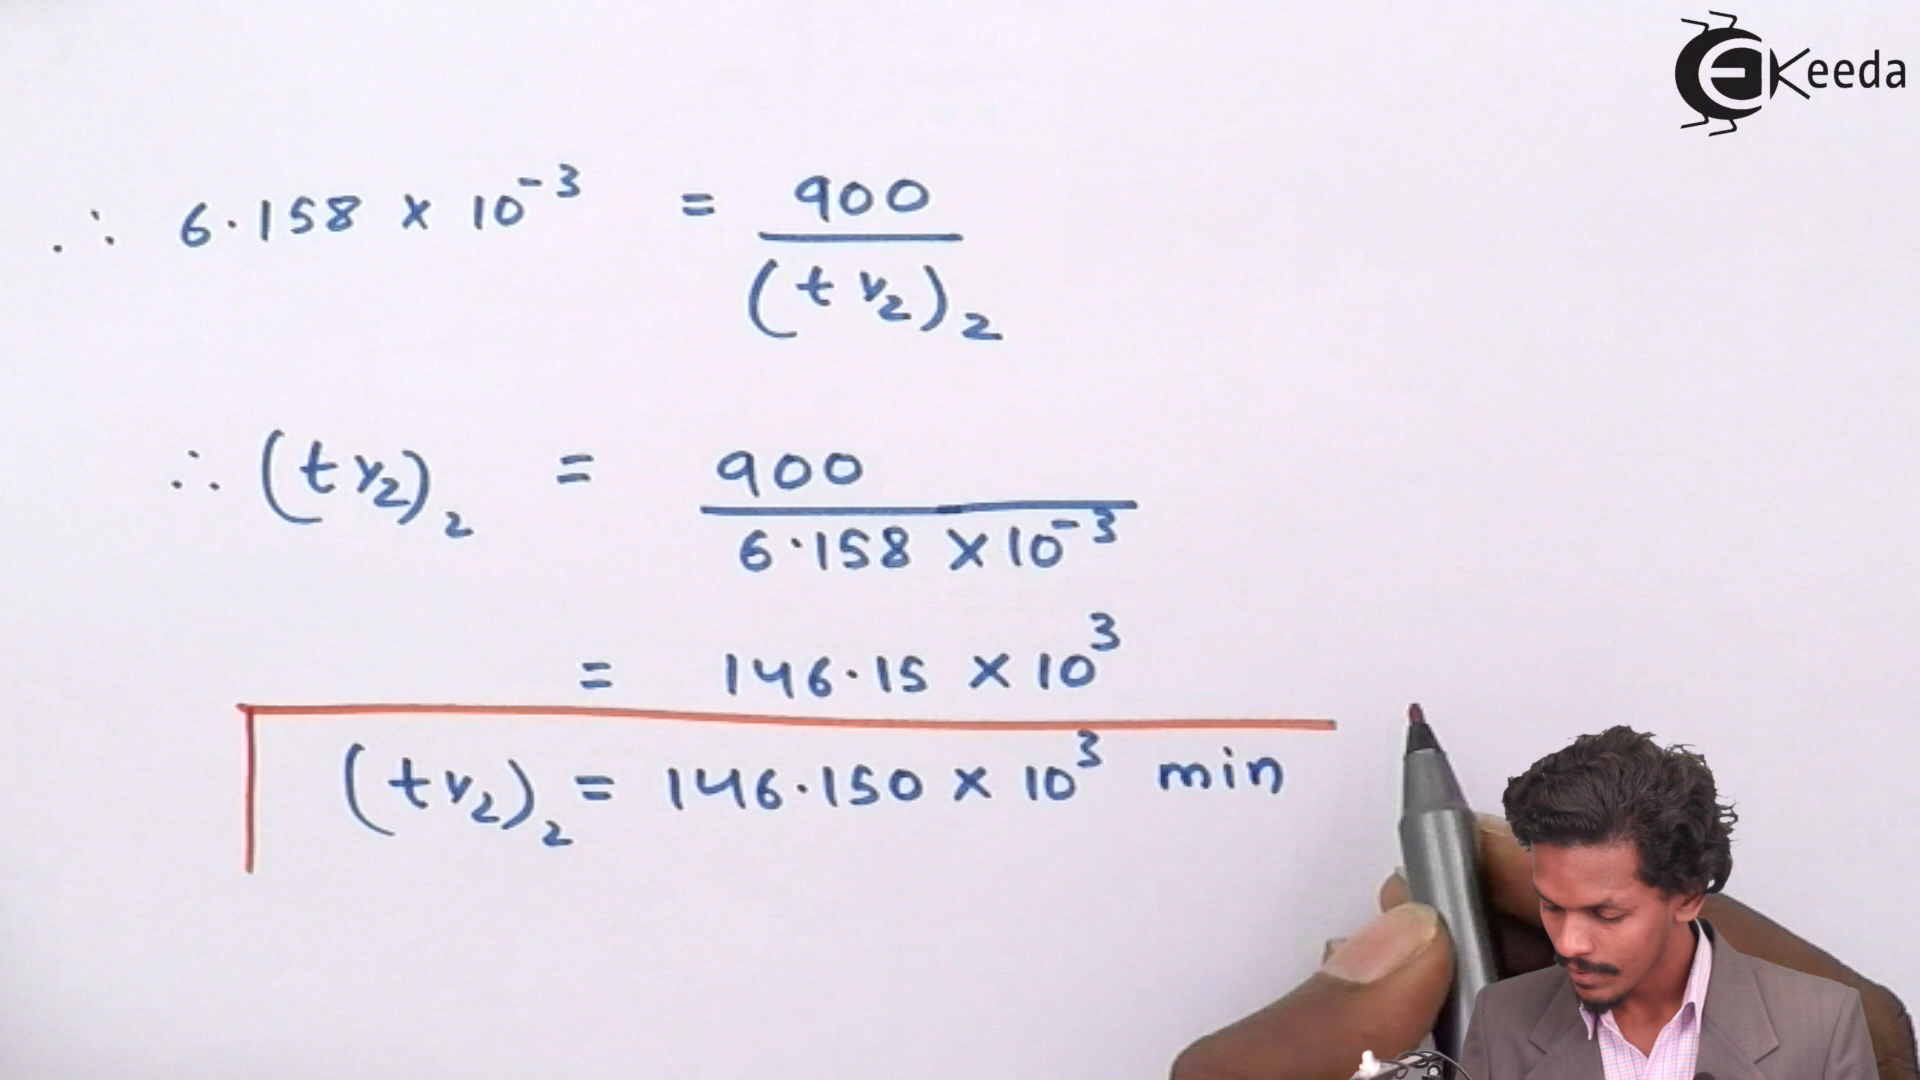 EKeeda
∴ 6.158 × 10⁻³ = 900 / (t½)₂
∴ (t½)₂ = 900 / 6.158 × 10⁻³
= 146.15 × 10³
(t½)₂ = 146.150 × 10³ min